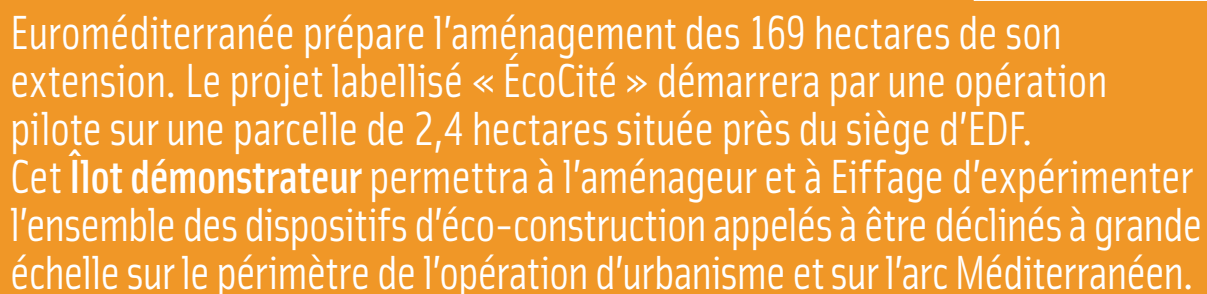 Euroméditerranée prépare l'aménagement des 169 hectares de son
extension. Le projet labellisé « ÉcoCité » démarrera par une opération
pilote sur une parcelle de 2,4 hectares située près du siège d'EDF.
Cet Îlot démonstrateur permettra à l'aménageur et à Eiffage d'expérimenter
l'ensemble des dispositifs d'éco-construction appelés à être déclinés à grande
échelle sur le périmètre de l'opération d'urbanisme et sur l'arc Méditerranéen.